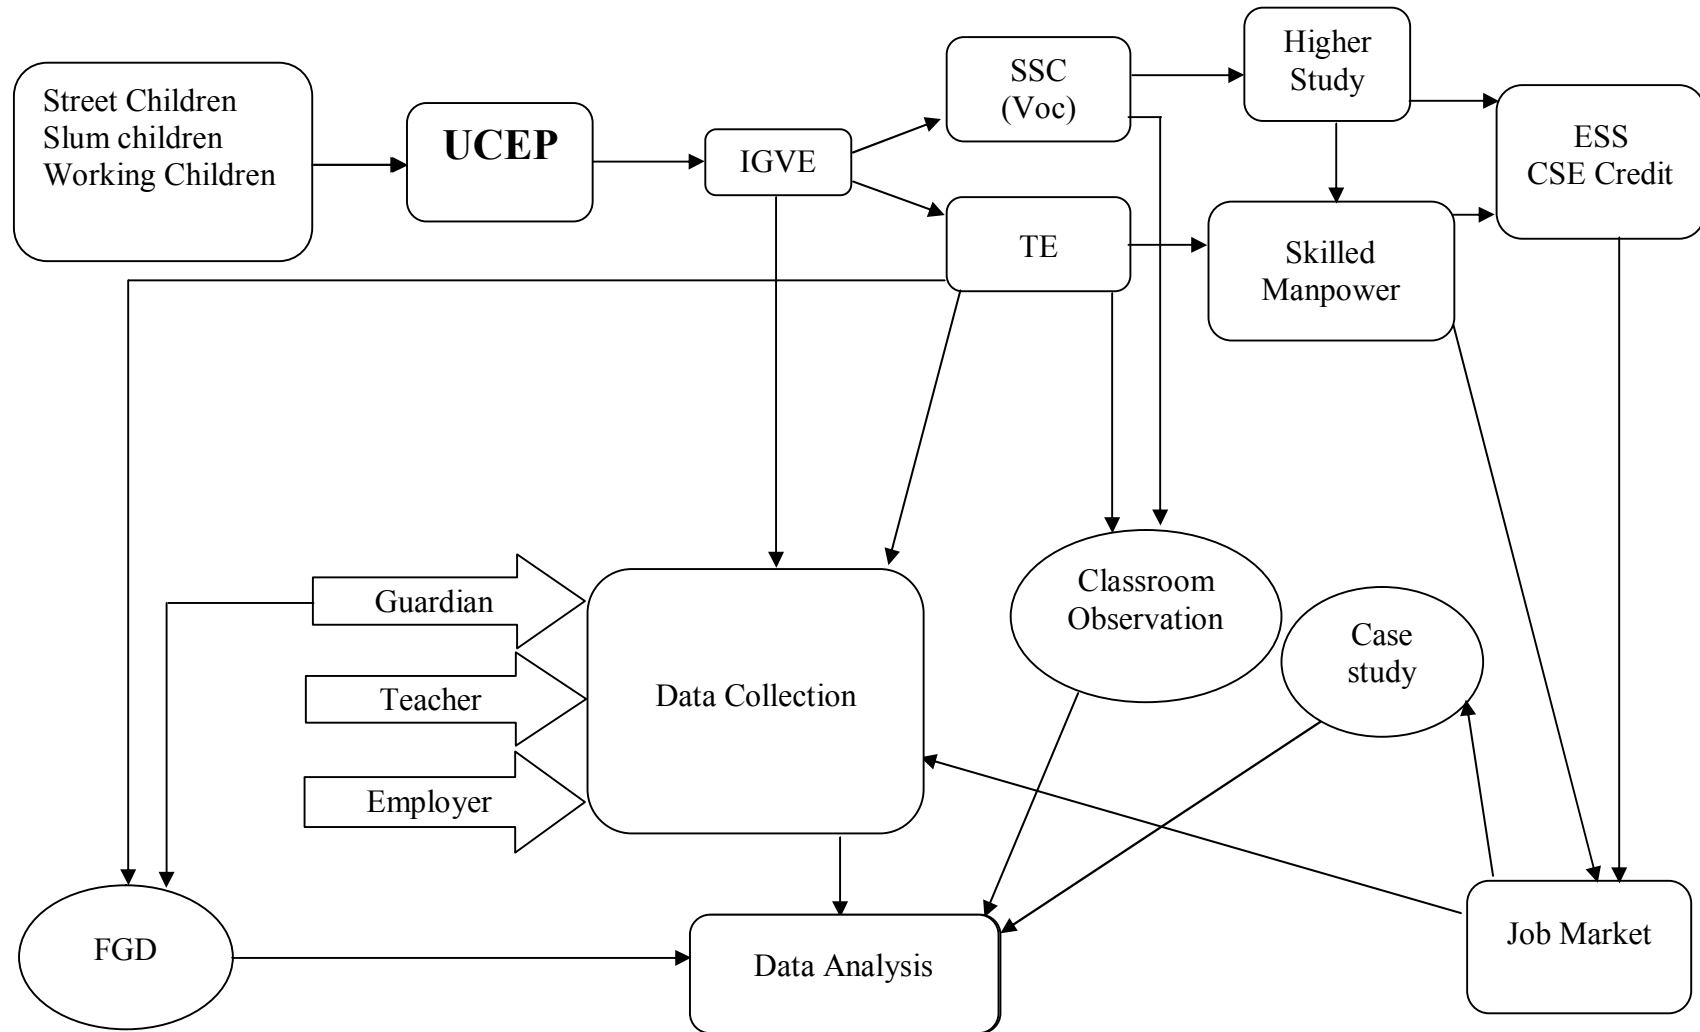 Street Children
Slum children
Working Children
UCEP
IGVE
SSC
(Voc)
TE
Higher
Study
Skilled
Manpower
ESS
CSE Credit
Guardian
Teacher
Employer
Data Collection
Classroom
Observation
Case
study
FGD
Data Analysis
Job Market